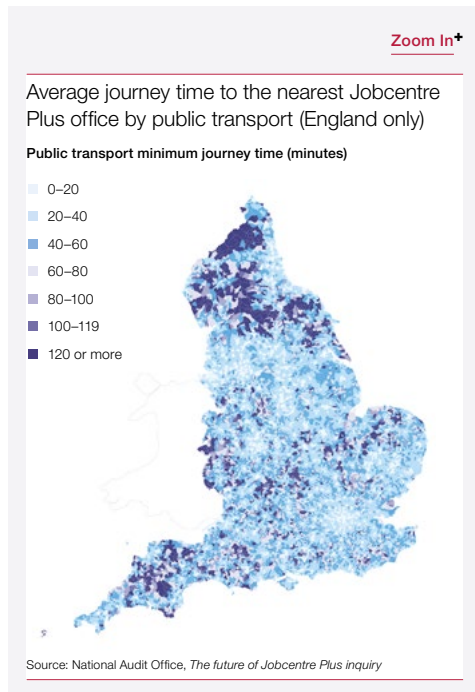 Zoom In+
Average journey time to the nearest Jobcentre
Plus office by public transport (England only)
Public transport minimum journey time (minutes)
0–20
20–40
40–60
60–80
80–100
100–119
120 or more
Source: National Audit Office, The future of Jobcentre Plus inquiry